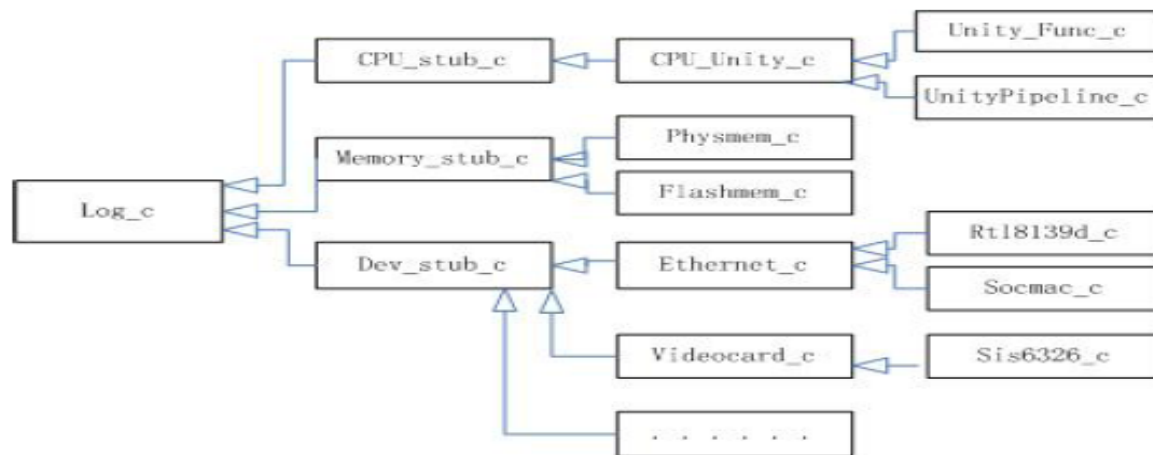 Unity_Func_c
CPU_stub_c
CPU_Unity_c
UnityPipeline_c
Physmem_c
Memory_stub_c
Flashmem_c
Log_c
Rtl8139d_c
Dev_stub_c
Ethernet_c
Socmac_c
Videocard_c
Sis6326_c
. . . . . .